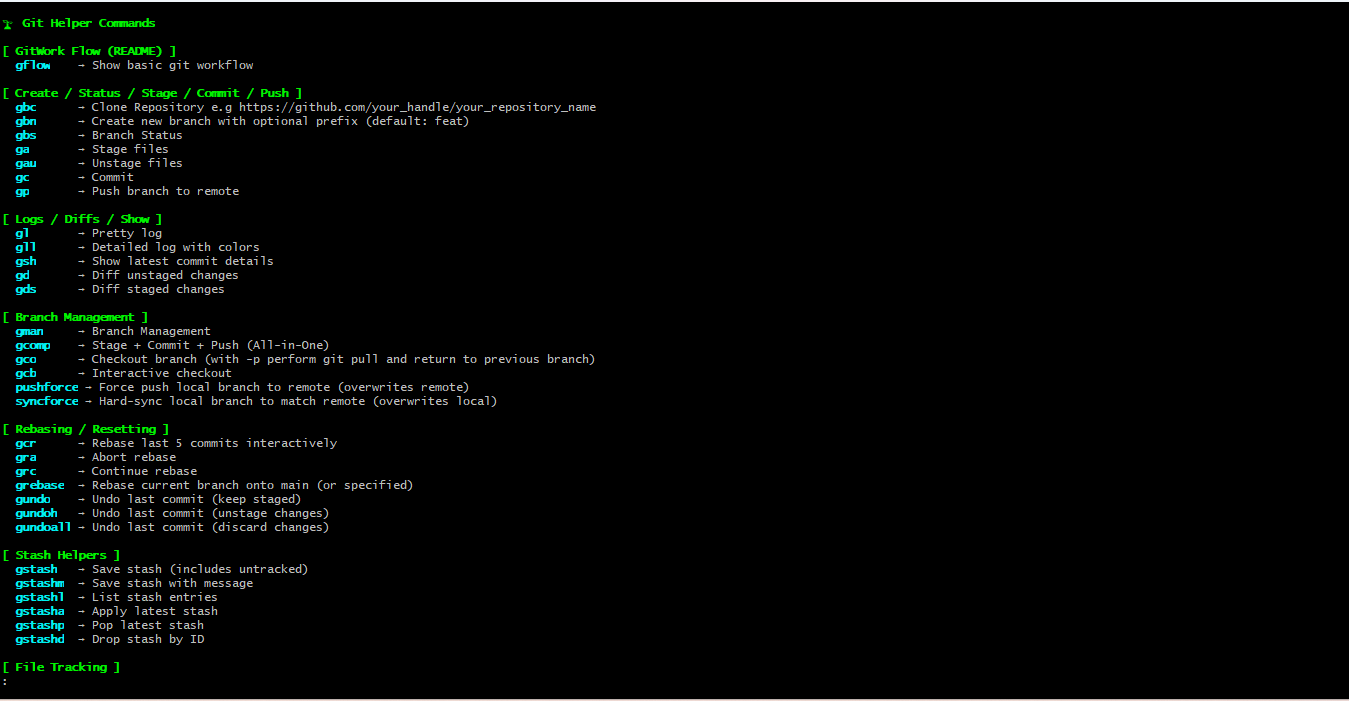 Git Helper Commands
[ GitWork Flow (README) ]
gflow → Show basic git workflow
[ Create / Status / Stage / Commit / Push ]
gbc → Clone Repository e.g https://github.com/your_handle/your_repository_name
gbn → Create new branch with optional prefix (default: feat)
gbs → Branch Status
ga → Stage files
gau → Unstage files
gc → Commit
gp → Push branch to remote
[ Logs / Diffs / Show ]
gl → Pretty log
gll → Detailed log with colors
gsh → Show latest commit details
gd → Diff unstaged changes
gds → Diff staged changes
[ Branch Management ]
gman → Branch Management
gcomp → Stage + Commit + Push (All-in-One)
gco → Checkout branch (with -p perform git pull and return to previous branch)
gcb → Interactive checkout
pushforce → Force push local branch to remote (overwrites remote)
syncforce → Hard-sync local branch to match remote (overwrites local)
[ Rebasing / Resetting ]
gcr → Rebase last 5 commits interactively
gra → Abort rebase
grc → Continue rebase
grebase → Rebase current branch onto main (or specified)
gundo → Undo last commit (keep staged)
gundoh → Undo last commit (unstage changes)
gundoall → Undo last commit (discard changes)
[ Stash Helpers ]
gstash → Save stash (includes untracked)
gstashm → Save stash with message
gstashl → List stash entries
gstasha → Apply latest stash
gstashp → Pop latest stash
gstashd → Drop stash by ID
[ File Tracking ]
: